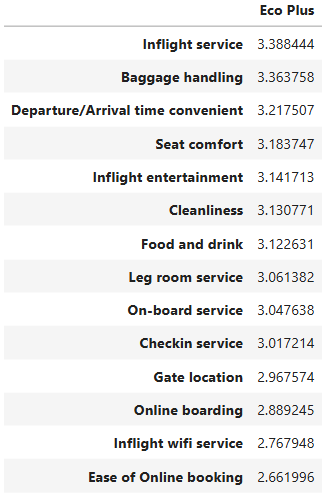 Eco Plus
Inflight service 3.388444
Baggage handling 3.363758
Departure/Arrival time convenient 3.217507
Seat comfort 3.183747
Inflight entertainment 3.141713
Cleanliness 3.130771
Food and drink 3.122631
Leg room service 3.061382
On-board service 3.047638
Checkin service 3.017214
Gate location 2.967574
Online boarding 2.889245
Inflight wifi service 2.767948
Ease of Online booking 2.661996